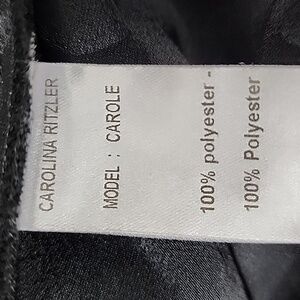 CAROLINA RITZLER
MODEL : CAROLE
100% polyester -
100% Polyester